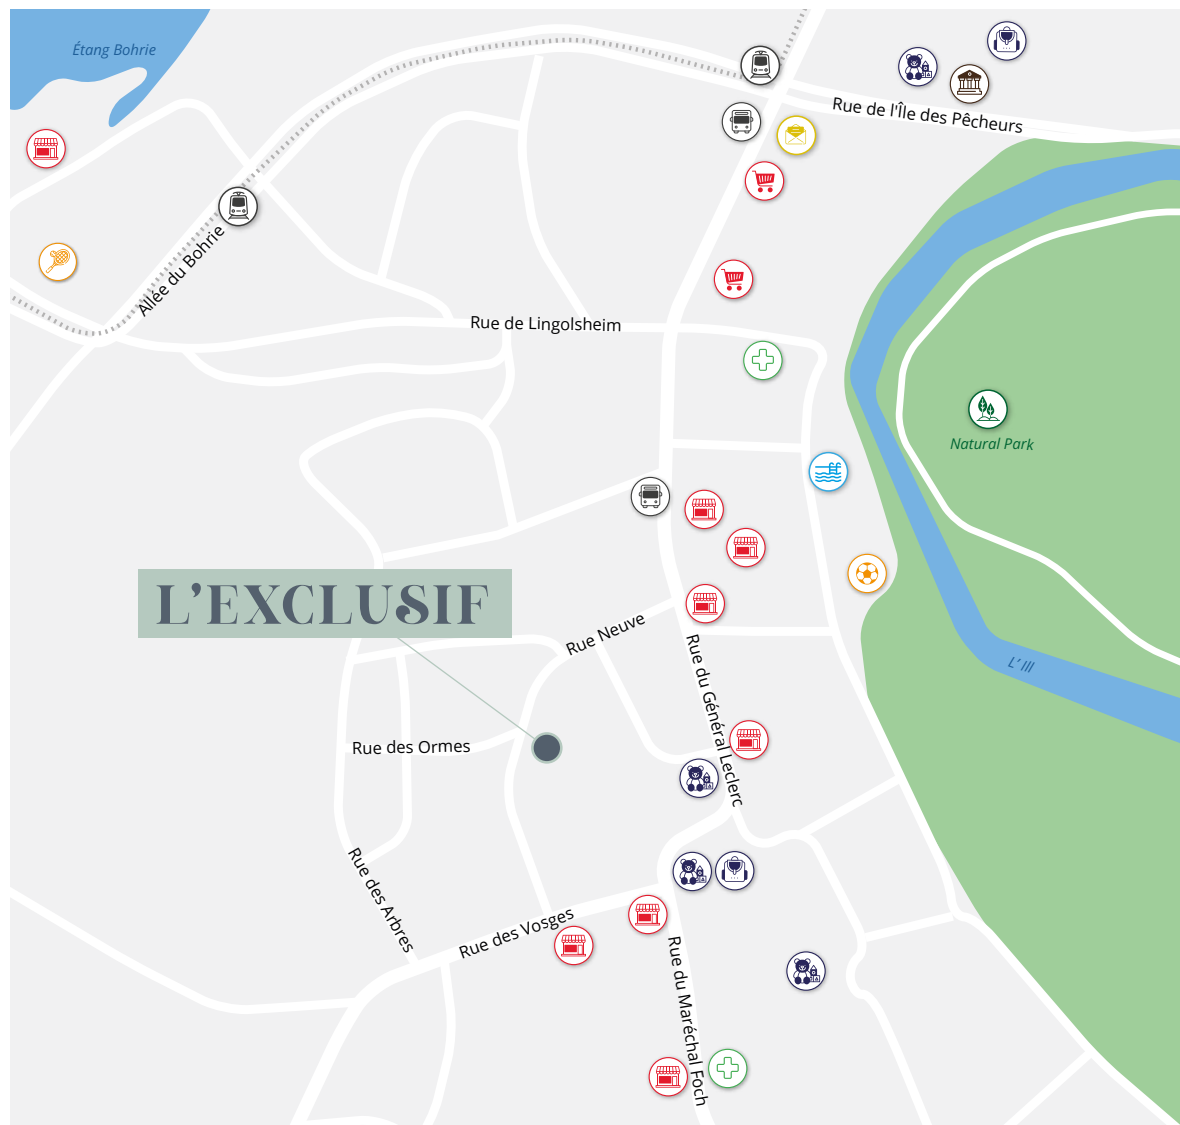 Étang Bohrie
Rue de l'Île des Pêcheurs
Allée du Bohrie
Rue de Lingolsheim
Natural Park
L'EXCLUSIF
Rue Neuve
L' Ill
Rue du Général Leclerc
Rue des Ormes
Rue des Arbres
Rue des Vosges
Rue du Maréchal Foch